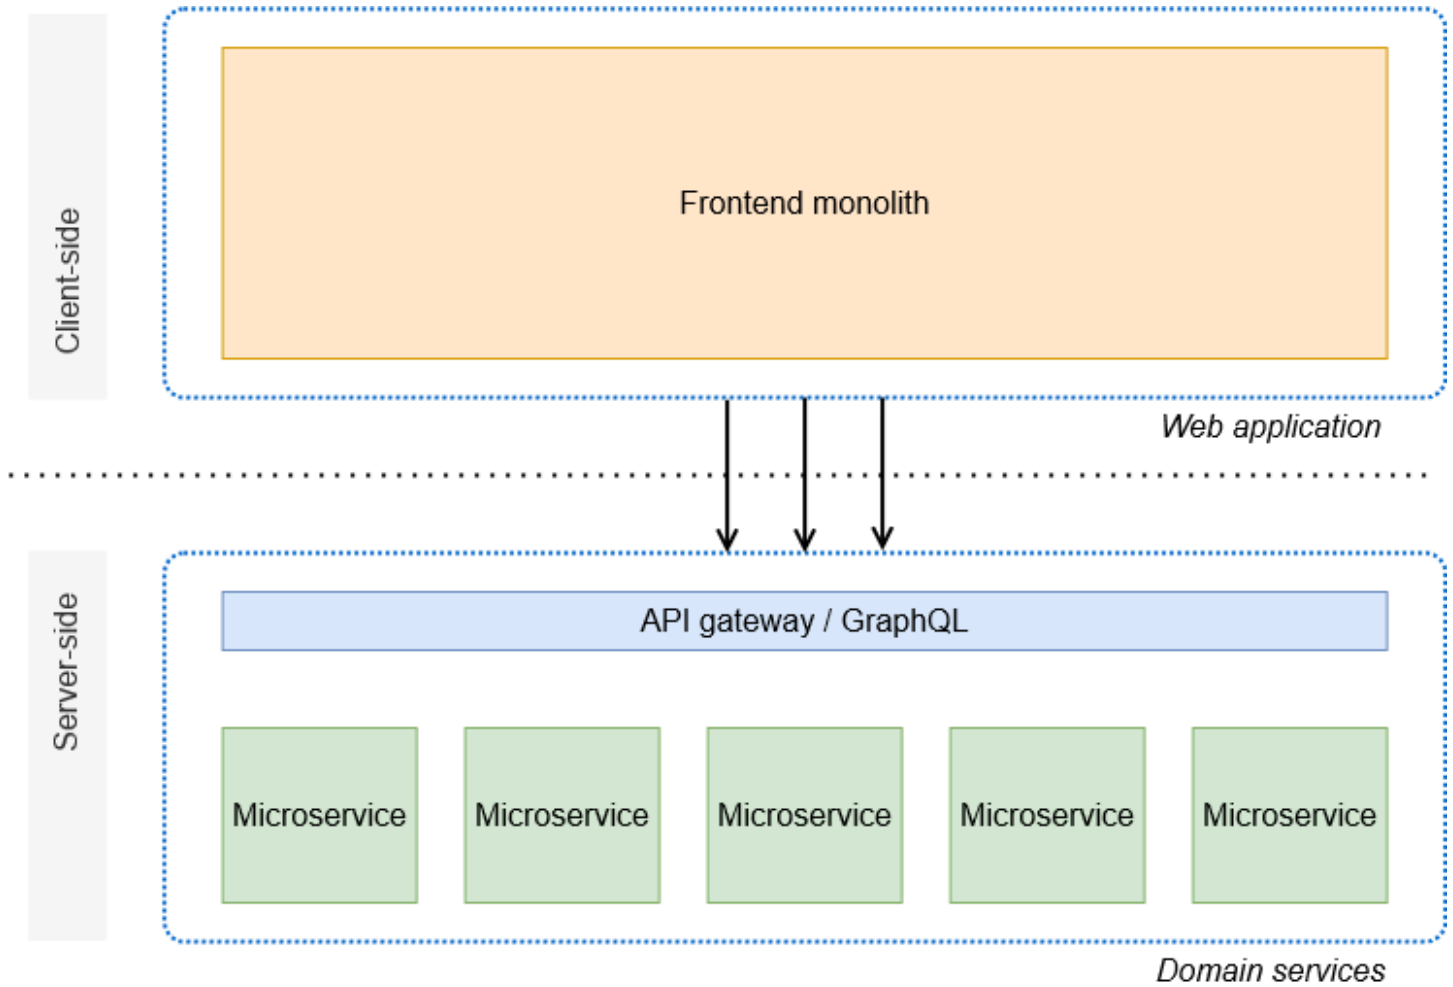 Client-side
Frontend monolith
Web application
Server-side
API gateway / GraphQL
Microservice
Microservice
Microservice
Microservice
Microservice
Domain services